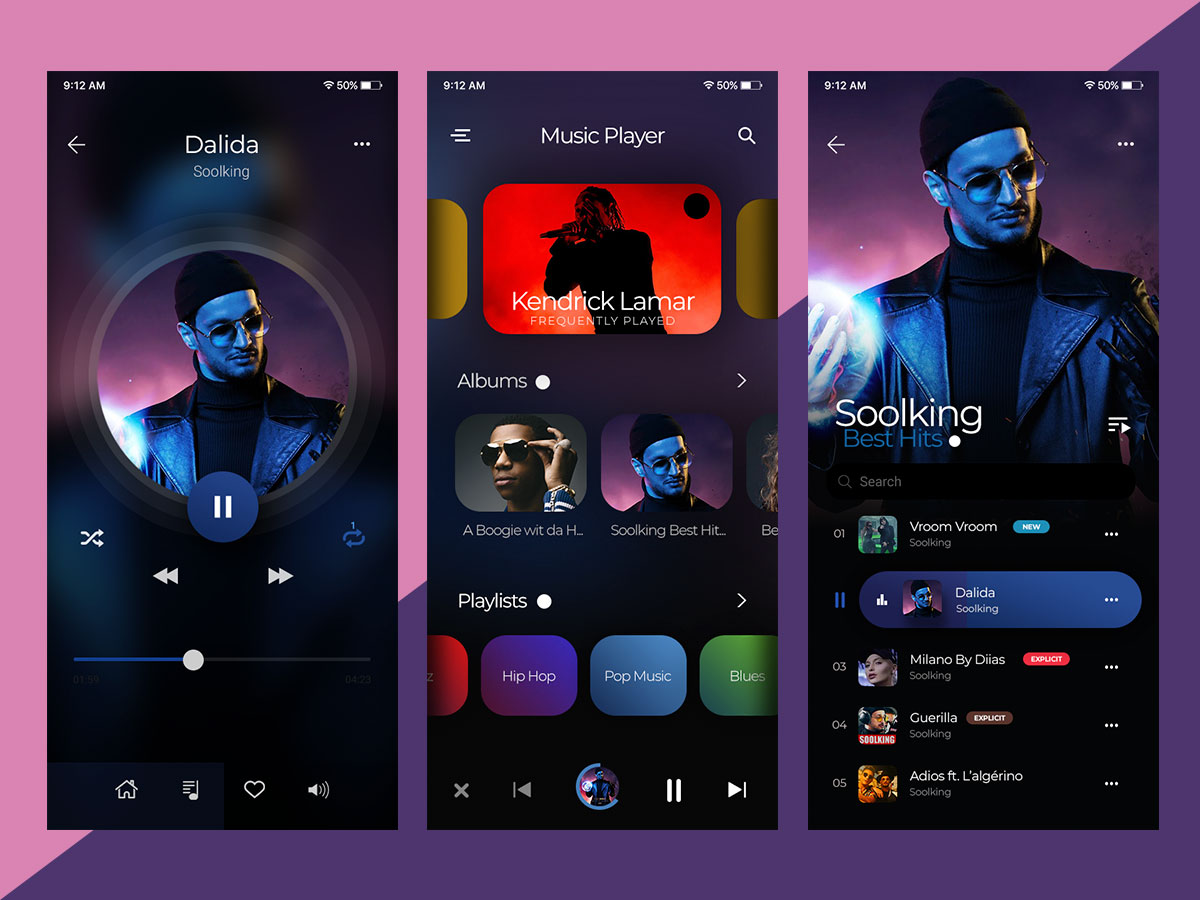 9:12 AM
50%
Dalida
Soolking
1
01:59
04:23
9:12 AM
50%
Music Player
Kendrick Lamar
FREQUENTLY PLAYED
Albums
A Boogie wit da H...
Soolking Best Hit...
Be
Playlists
z
Hip Hop
Pop Music
Blues
9:12 AM
50%
Soolking
Best Hits
Search
01
Vroom Vroom
NEW
Soolking
Dalida
Soolking
03
Milano By Diias
EXPLICIT
Soolking
04
SOOLKING
Guerilla
EXPLICIT
Soolking
05
Adios ft. L'algérino
Soolking